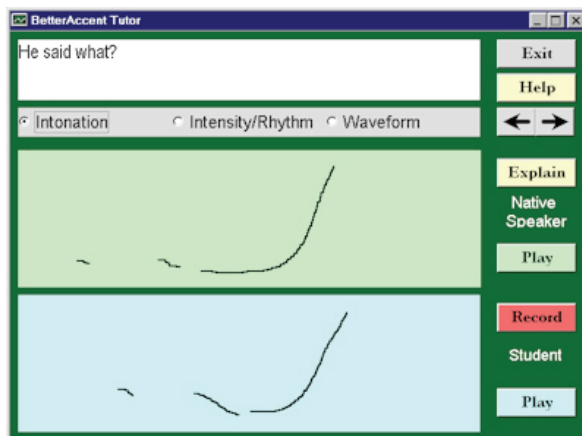 BetterAccent Tutor
He said what?
Exit
Help
Intonation
Intensity/Rhythm
Waveform
Explain
Native
Speaker
Play
Record
Student
Play